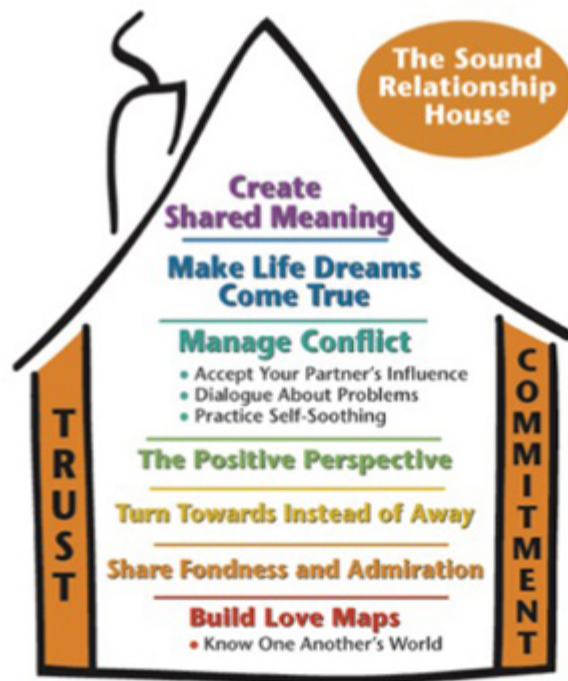 The Sound
Relationship
House
Create
Shared Meaning
Make Life Dreams
Come True
Manage Conflict
• Accept Your Partner's Influence
• Dialogue About Problems
• Practice Self-Soothing
The Positive Perspective
Turn Towards Instead of Away
Share Fondness and Admiration
Build Love Maps
• Know One Another's World
TRUST
COMMITMENT